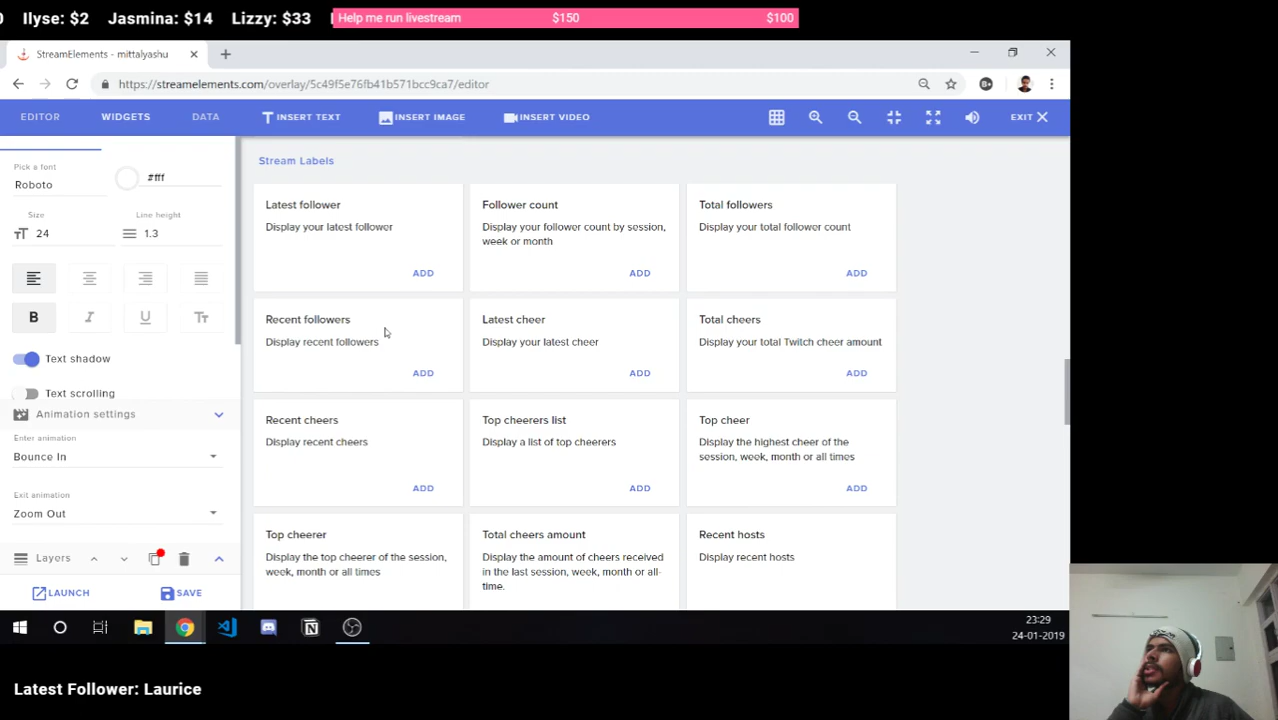 0 Ilyse: $2 Jasmina: $14 Lizzy: $33
Help me run livestream $150 $100
StreamElements - mittalyashu
https://streamelements.com/overlay/5c49f5e76fb41b571bcc9ca7/editor
B+
EDITOR WIDGETS DATA INSERT TEXT INSERT IMAGE INSERT VIDEO EXIT
Pick a font
Roboto
#fff
Size
24
Line height
1.3
B I U Tт
Text shadow
Text scrolling
Animation settings
Enter animation
Bounce In
Exit animation
Zoom Out
Layers
LAUNCH SAVE
Stream Labels
Latest follower
Display your latest follower
ADD
Follower count
Display your follower count by session,
week or month
ADD
Total followers
Display your total follower count
ADD
Recent followers
Display recent followers
ADD
Latest cheer
Display your latest cheer
ADD
Total cheers
Display your total Twitch cheer amount
ADD
Recent cheers
Display recent cheers
ADD
Top cheerers list
Display a list of top cheerers
ADD
Top cheer
Display the highest cheer of the
session, week, month or all times
ADD
Top cheerer
Display the top cheerer of the session,
week, month or all times
Total cheers amount
Display the amount of cheers received
in the last session, week, month or all-
time.
Recent hosts
Display recent hosts
23:29
24-01-2019
Latest Follower: Laurice